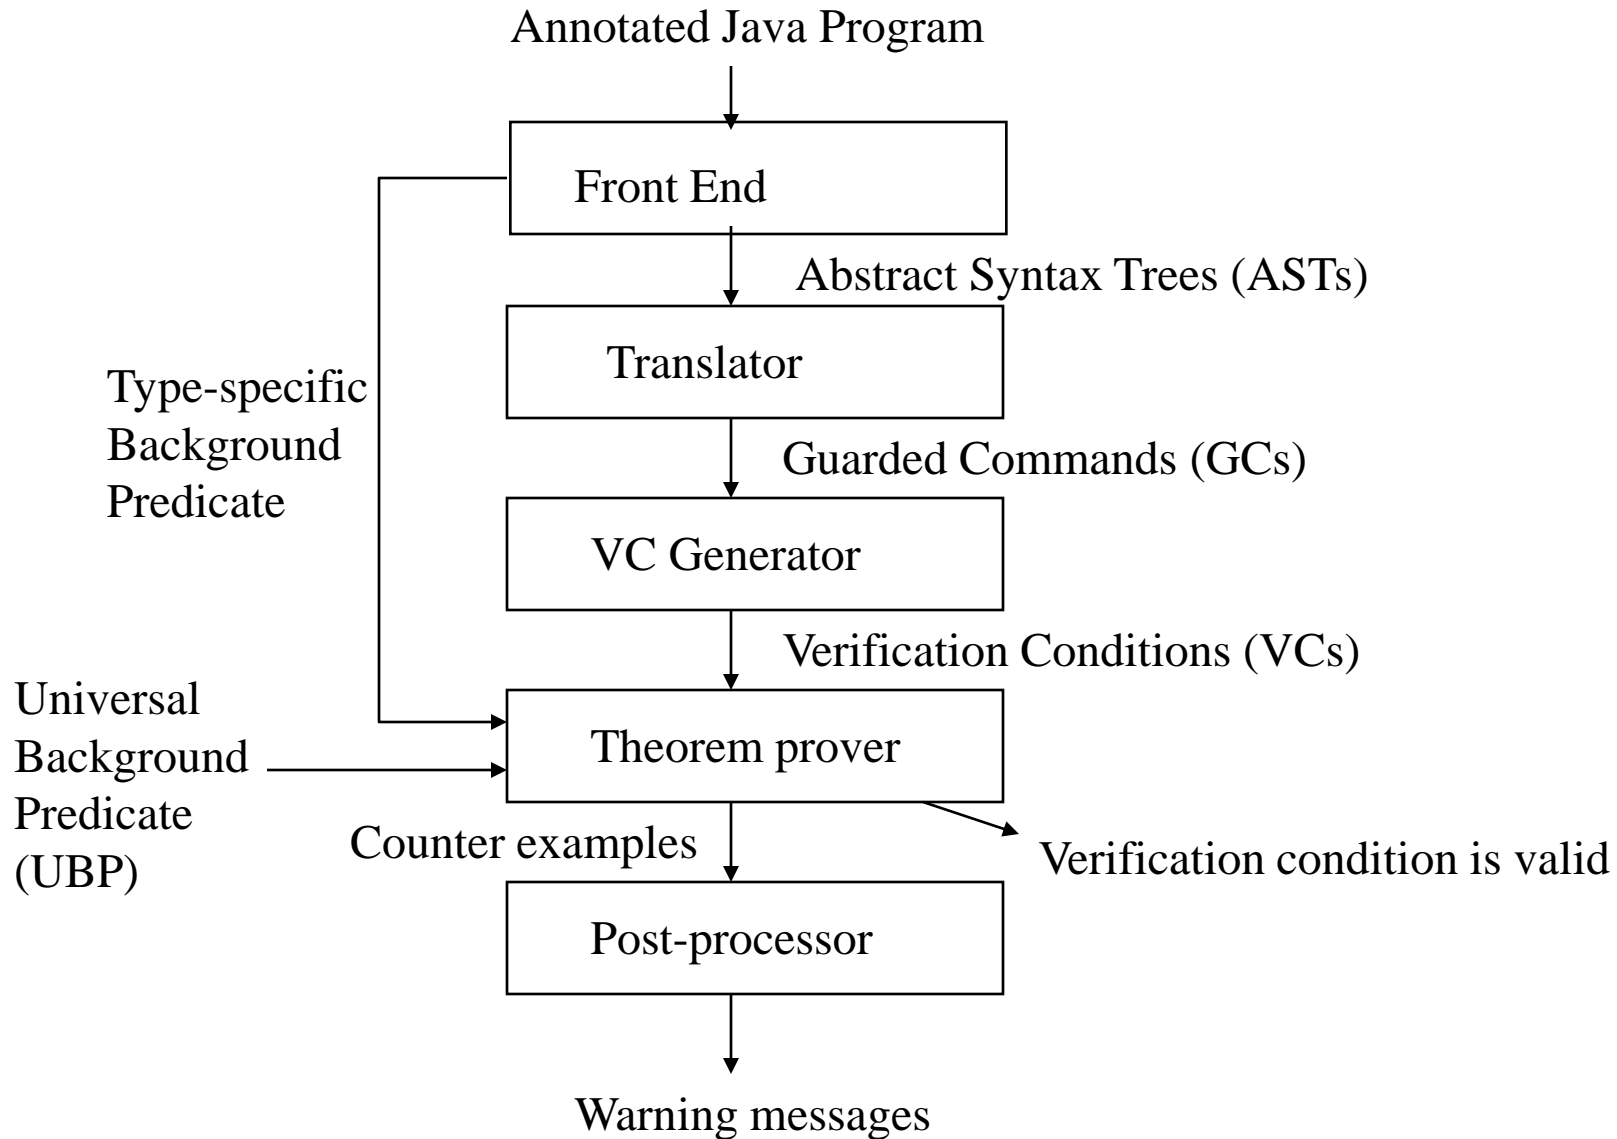 Annotated Java Program
Front End
Abstract Syntax Trees (ASTs)
Translator
Type-specific
Background
Predicate
Guarded Commands (GCs)
VC Generator
Verification Conditions (VCs)
Universal
Background
Predicate
(UBP)
Theorem prover
Counter examples
Verification condition is valid
Post-processor
Warning messages